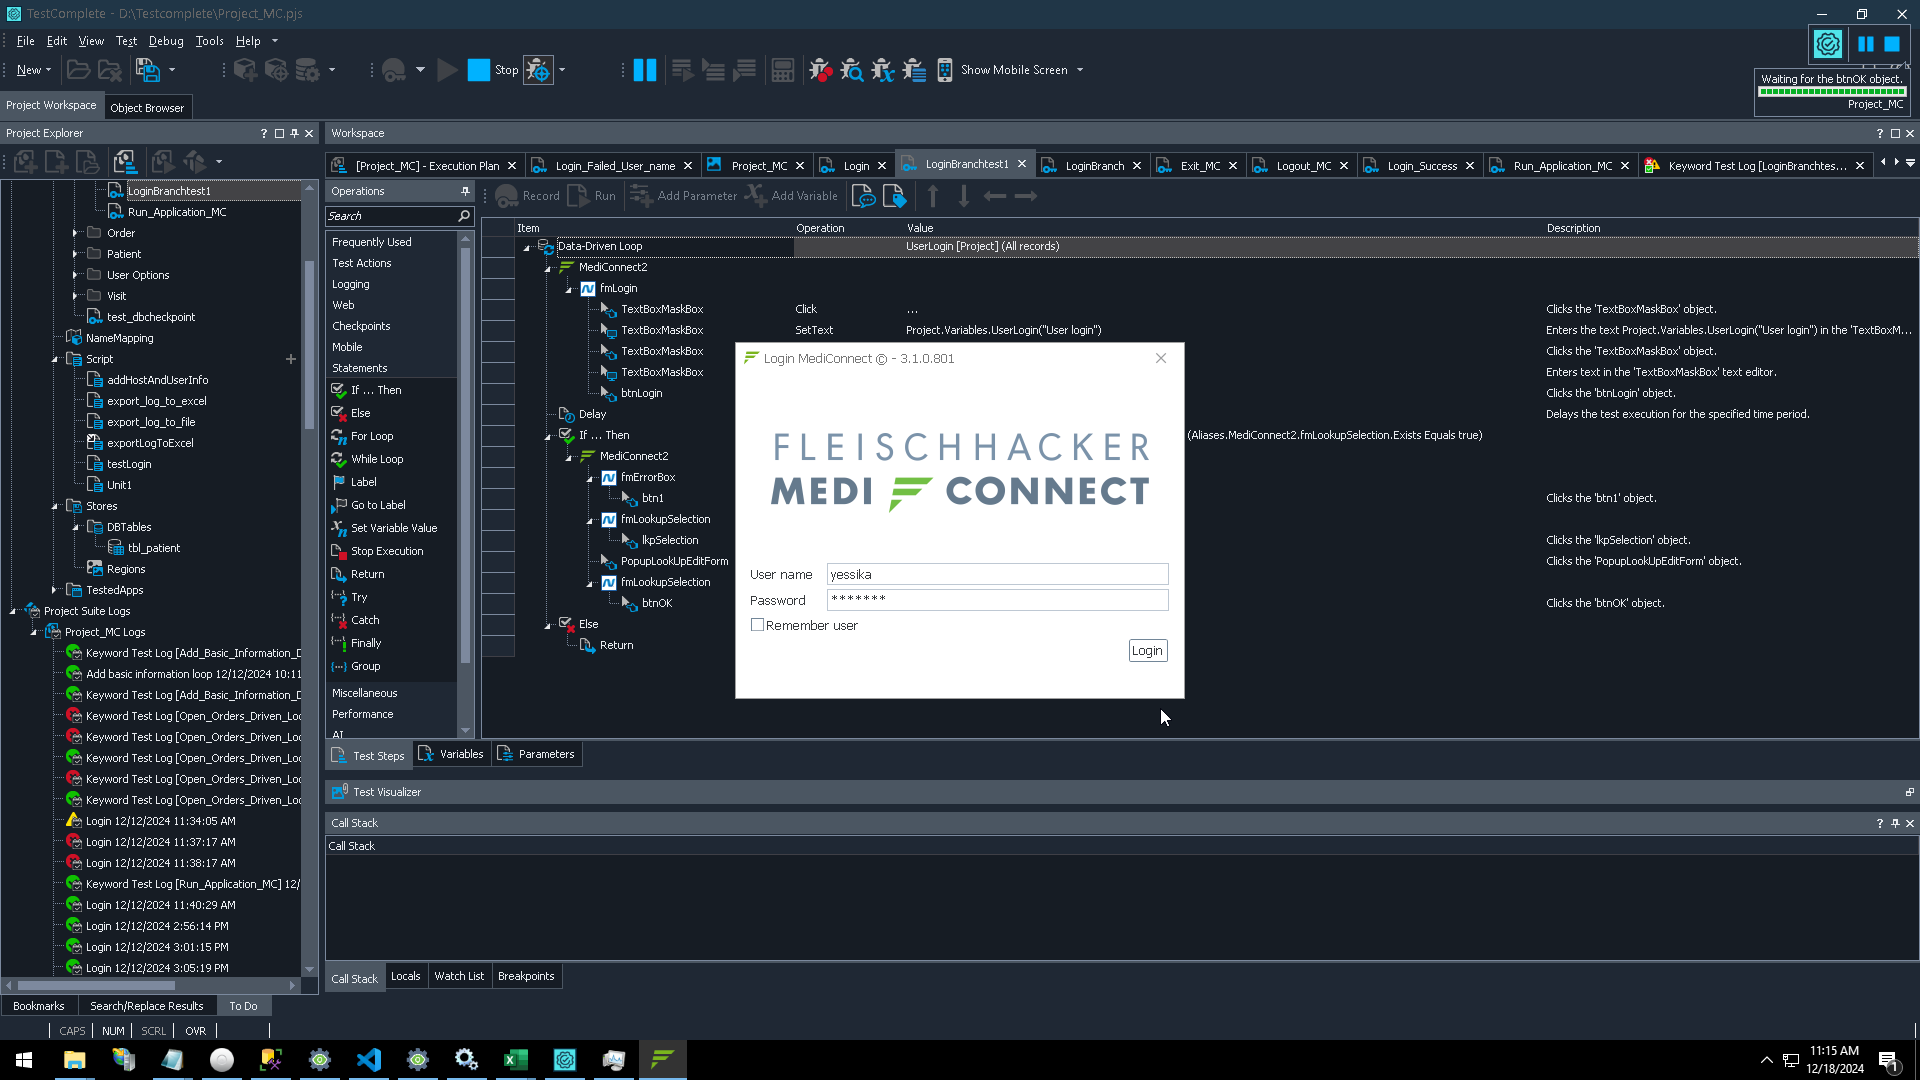 TestComplete - D:\Testcomplete\Project_MC.pjs
File Edit View Test Debug Tools Help
New
Stop
Show Mobile Screen
Waiting for the btnOK object.
Project_MC
Project Workspace
Object Browser
Project Explorer
Workspace
[Project_MC] - Execution Plan
Login_Failed_User_name
Project_MC
Login
LoginBranchtest1
LoginBranch
Exit_MC
Logout_MC
Login_Success
Run_Application_MC
Keyword Test Log [LoginBranchtes...
LoginBranchtest1
Run_Application_MC
Order
Patient
User Options
Visit
test_dbcheckpoint
NameMapping
Script
addHostAndUserInfo
export_log_to_excel
export_log_to_file
exportLogToExcel
testLogin
Unit1
Stores
DBTables
tbl_patient
Regions
TestedApps
Project Suite Logs
Project_MC Logs
Keyword Test Log [Add_Basic_Information_D
Add basic information loop 12/12/2024 10:11
Keyword Test Log [Add_Basic_Information_D
Keyword Test Log [Open_Orders_Driven_Loo
Keyword Test Log [Open_Orders_Driven_Loo
Keyword Test Log [Open_Orders_Driven_Loo
Keyword Test Log [Open_Orders_Driven_Loo
Keyword Test Log [Open_Orders_Driven_Loo
Login 12/12/2024 11:34:05 AM
Login 12/12/2024 11:37:17 AM
Login 12/12/2024 11:38:17 AM
Keyword Test Log [Run_Application_MC] 12/
Login 12/12/2024 11:40:29 AM
Login 12/12/2024 2:56:14 PM
Login 12/12/2024 3:01:15 PM
Login 12/12/2024 3:05:19 PM
Operations
Search
Frequently Used
Test Actions
Logging
Web
Checkpoints
Mobile
Statements
If ... Then
Else
For Loop
While Loop
Label
Go to Label
Set Variable Value
Stop Execution
Return
Try
Catch
Finally
Group
Miscellaneous
Performance
AI
Record Run Add Parameter Add Variable
Item Operation Value Description
Data-Driven Loop UserLogin [Project] (All records)
MediConnect2
fmLogin
TextBoxMaskBox Click ... Clicks the 'TextBoxMaskBox' object.
TextBoxMaskBox SetText Project.Variables.UserLogin("User login") Enters the text Project.Variables.UserLogin("User login") in the 'TextBoxM...
TextBoxMaskBox Clicks the 'TextBoxMaskBox' object.
TextBoxMaskBox Enters text in the 'TextBoxMaskBox' text editor.
btnLogin Clicks the 'btnLogin' object.
Delay Delays the test execution for the specified time period.
If ... Then (Aliases.MediConnect2.fmLookupSelection.Exists Equals true)
MediConnect2
fmErrorBox
btn1 Clicks the 'btn1' object.
fmLookupSelection
lkpSelection Clicks the 'lkpSelection' object.
PopupLookUpEditForm Clicks the 'PopupLookUpEditForm' object.
fmLookupSelection
btnOK Clicks the 'btnOK' object.
Else
Return
Login MediConnect © - 3.1.0.801
FLEISCHHACKER
MEDI CONNECT
User name yessika
Password *******
Remember user
Login
Test Steps Variables Parameters
Test Visualizer
Call Stack
Call Stack
Call Stack Locals Watch List Breakpoints
Bookmarks Search/Replace Results To Do
CAPS NUM SCRL OVR
11:15 AM
12/18/2024
1